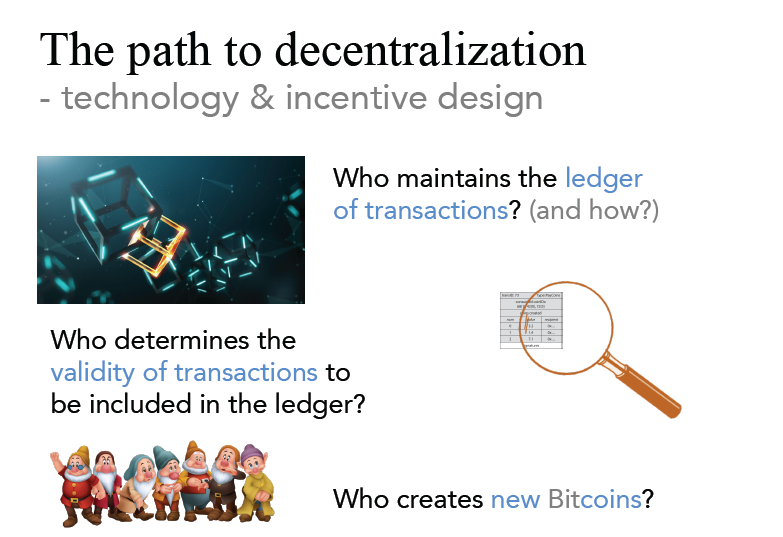 The path to decentralization
- technology & incentive design
Who maintains the ledger
of transactions? (and how?)
Who determines the
validity of transactions to
be included in the ledger?
Who creates new Bitcoins?